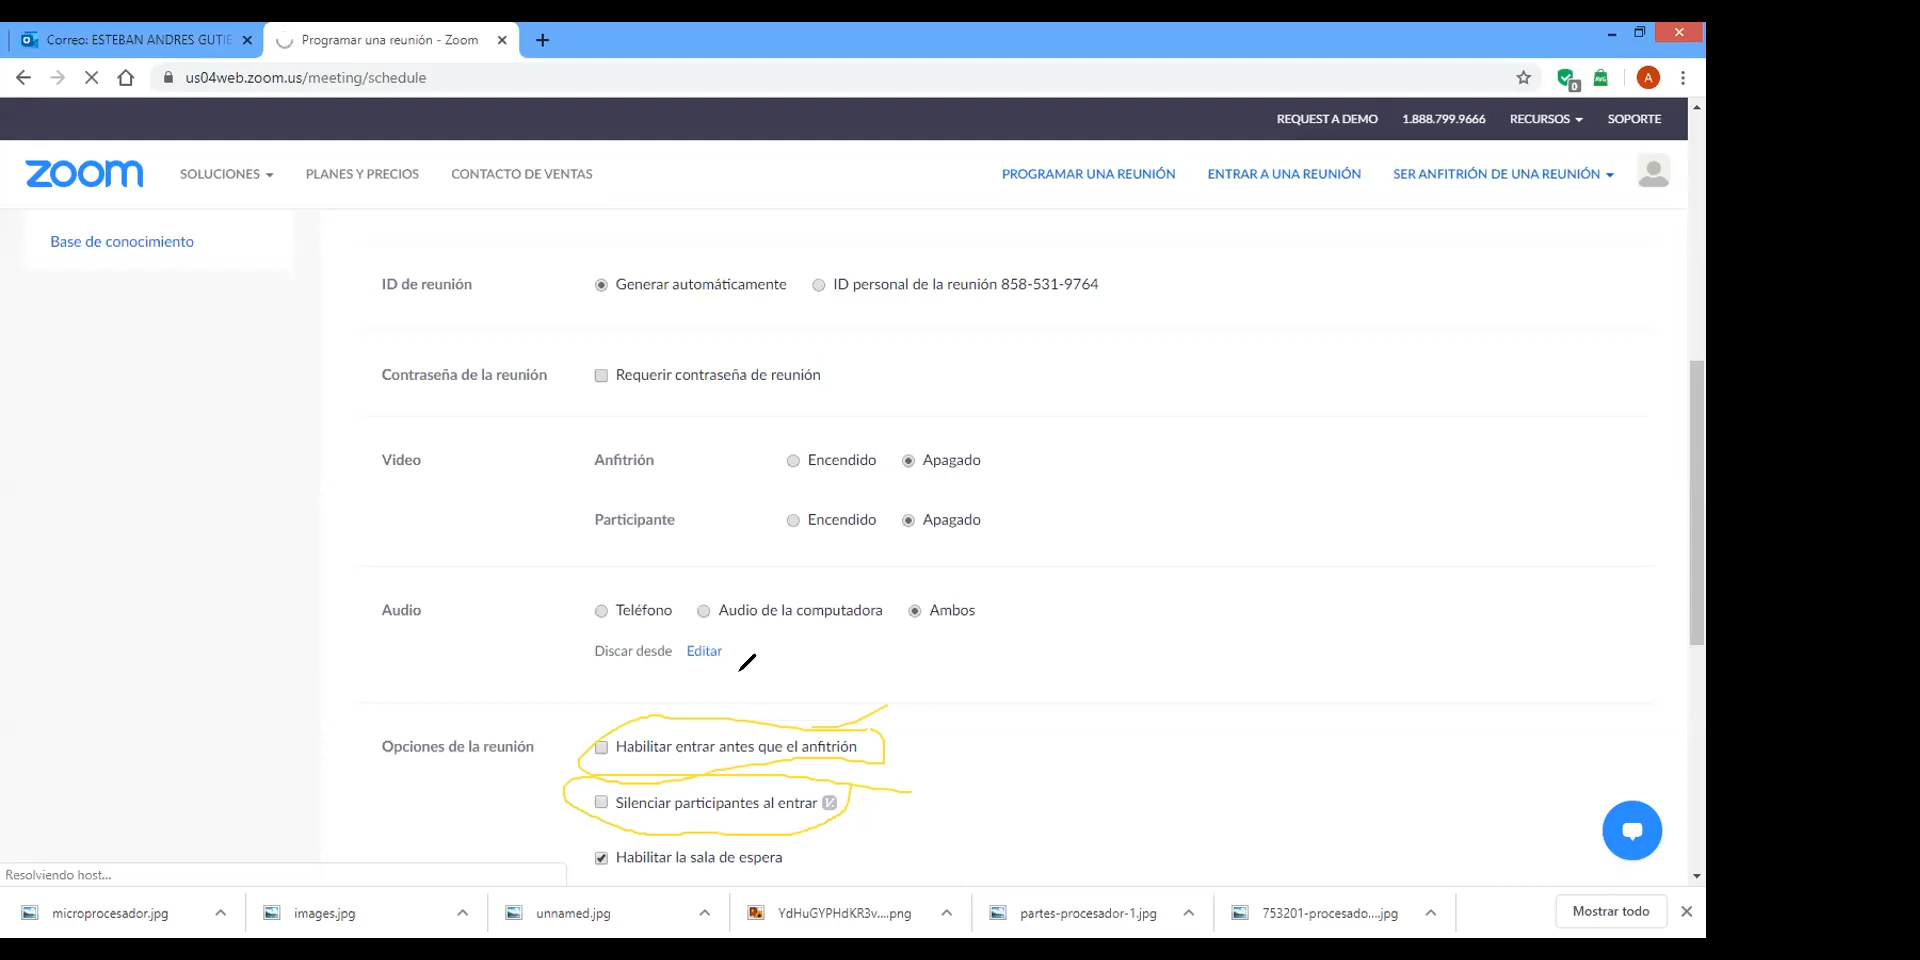 Correo: ESTEBAN ANDRES GUTIE
Programar una reunión - Zoom
us04web.zoom.us/meeting/schedule
0
AVG
A
REQUEST A DEMO 1.888.799.9666 RECURSOS SOPORTE
zoom SOLUCIONES PLANES Y PRECIOS CONTACTO DE VENTAS PROGRAMAR UNA REUNIÓN ENTRAR A UNA REUNIÓN SER ANFITRIÓN DE UNA REUNIÓN
Base de conocimiento
ID de reunión Generar automáticamente ID personal de la reunión 858-531-9764
Contraseña de la reunión Requerir contraseña de reunión
Video Anfitrión Encendido Apagado
Participante Encendido Apagado
Audio Teléfono Audio de la computadora Ambos
Discar desde Editar
Opciones de la reunión Habilitar entrar antes que el anfitrión
Silenciar participantes al entrar
Habilitar la sala de espera
Resolviendo host...
microprocesador.jpg images.jpg unnamed.jpg YdHuGYPHdKR3v....png partes-procesador-1.jpg 753201-procesado....jpg Mostrar todo